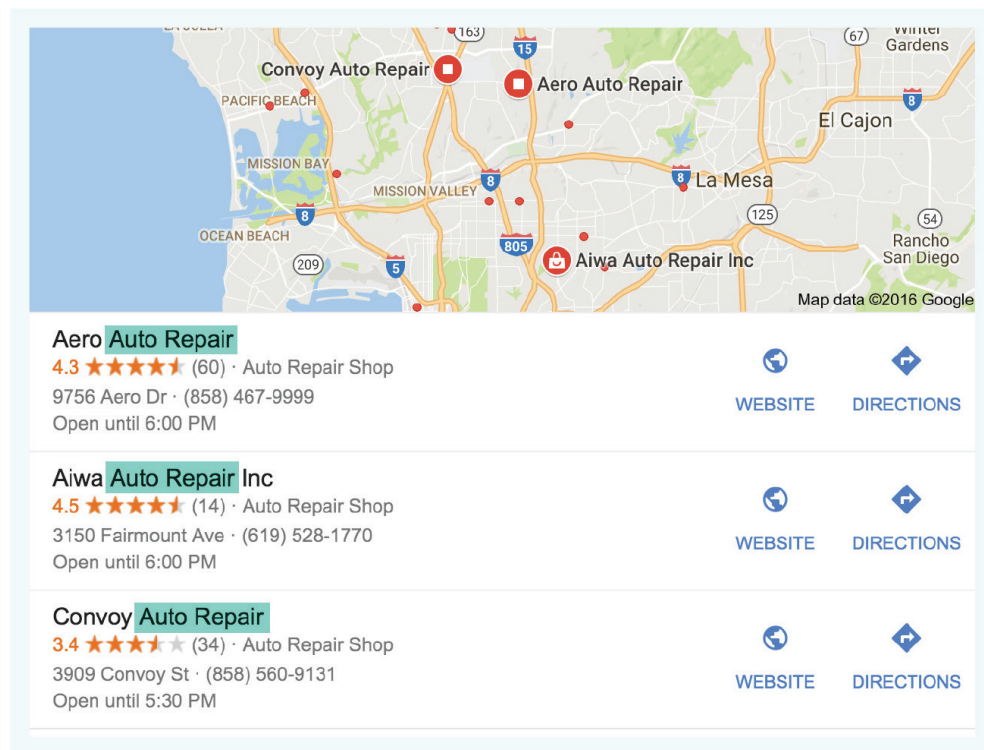 163
15
67
Winter
Gardens
Convoy Auto Repair
Aero Auto Repair
PACIFIC BEACH
8
El Cajon
MISSION BAY
8
8
La Mesa
MISSION VALLEY
8
125
54
OCEAN BEACH
805
Rancho
San Diego
209
5
Aiwa Auto Repair Inc
Map data ©2016 Google
Aero Auto Repair
4.3 (60) · Auto Repair Shop
9756 Aero Dr · (858) 467-9999
Open until 6:00 PM
WEBSITE DIRECTIONS
Aiwa Auto Repair Inc
4.5 (14) · Auto Repair Shop
3150 Fairmount Ave · (619) 528-1770
Open until 6:00 PM
WEBSITE DIRECTIONS
Convoy Auto Repair
3.4 (34) · Auto Repair Shop
3909 Convoy St · (858) 560-9131
Open until 5:30 PM
WEBSITE DIRECTIONS